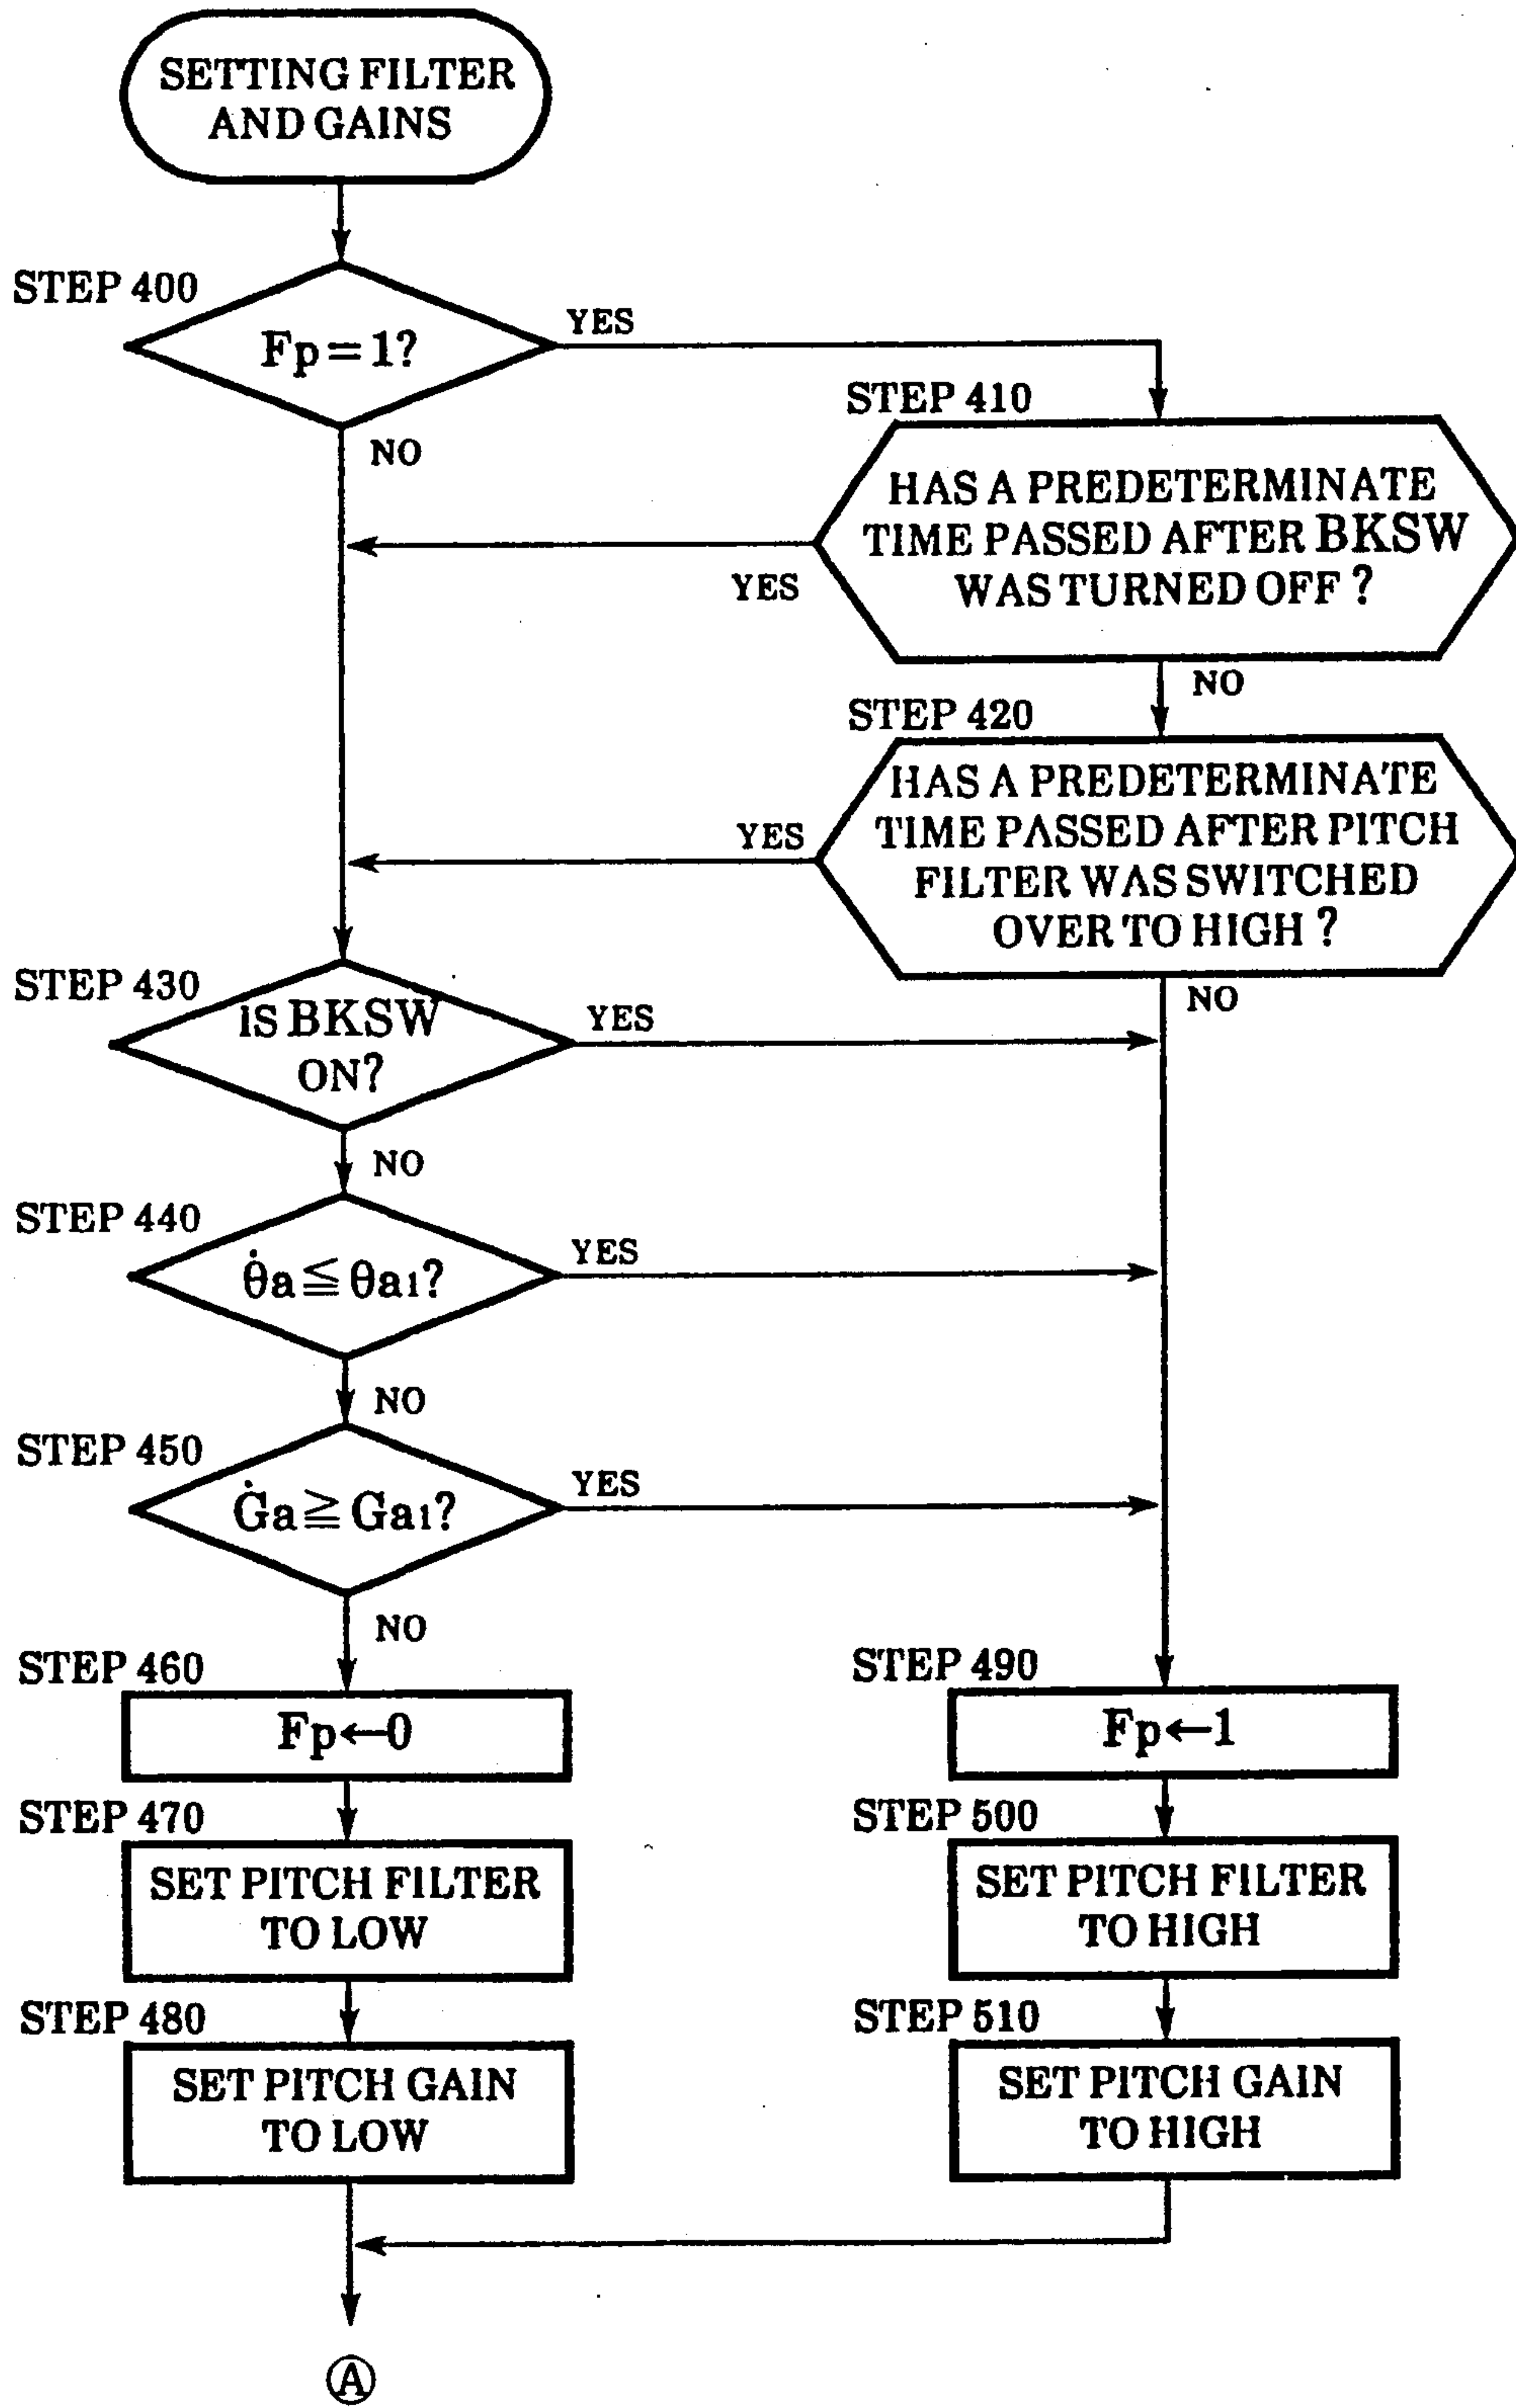 SETTING FILTER
AND GAINS
STEP 400
Fp = 1?
YES
NO
STEP 410
HAS A PREDETERMINATE
TIME PASSED AFTER BKSW
WAS TURNED OFF ?
YES
NO
STEP 420
HAS A PREDETERMINATE
TIME PASSED AFTER PITCH
FILTER WAS SWITCHED
OVER TO HIGH ?
YES
NO
STEP 430
IS BKSW
ON?
YES
NO
STEP 440
θ̇a ≦ θa1?
YES
NO
STEP 450
Ġa ≧ Ga1?
YES
NO
STEP 460
Fp←0
STEP 470
SET PITCH FILTER
TO LOW
STEP 480
SET PITCH GAIN
TO LOW
STEP 490
Fp←1
STEP 500
SET PITCH FILTER
TO HIGH
STEP 510
SET PITCH GAIN
TO HIGH
Ⓐ